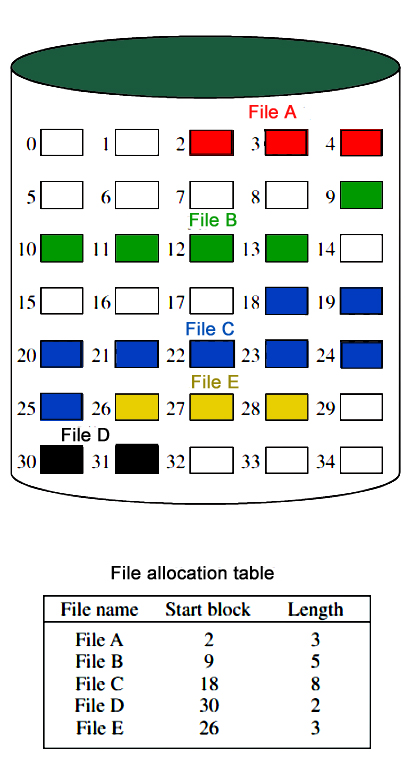 File A
0 1 2 3 4
5 6 7 8 9
File B
10 11 12 13 14
15 16 17 18 19
File C
20 21 22 23 24
File E
25 26 27 28 29
File D
30 31 32 33 34
File allocation table
File name Start block Length
File A 2 3
File B 9 5
File C 18 8
File D 30 2
File E 26 3